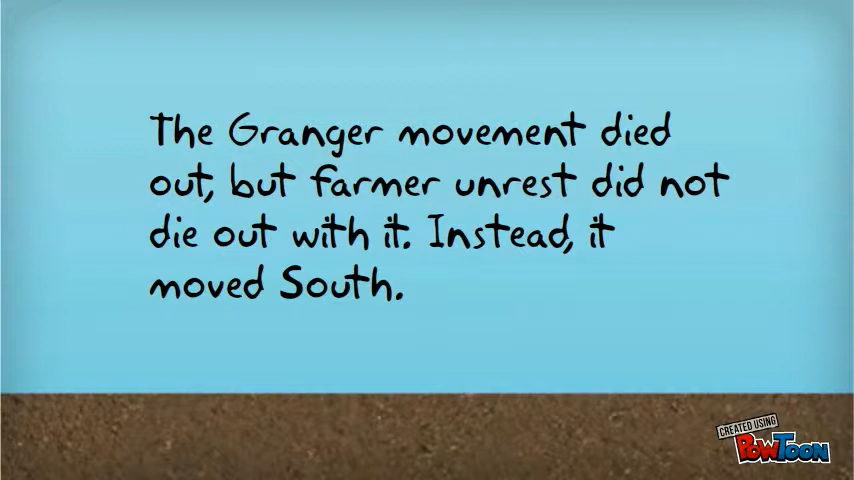 The Granger movement died
out, but farmer unrest did not
die out with it. Instead, it
moved South.
CREATED USING
POWTOON